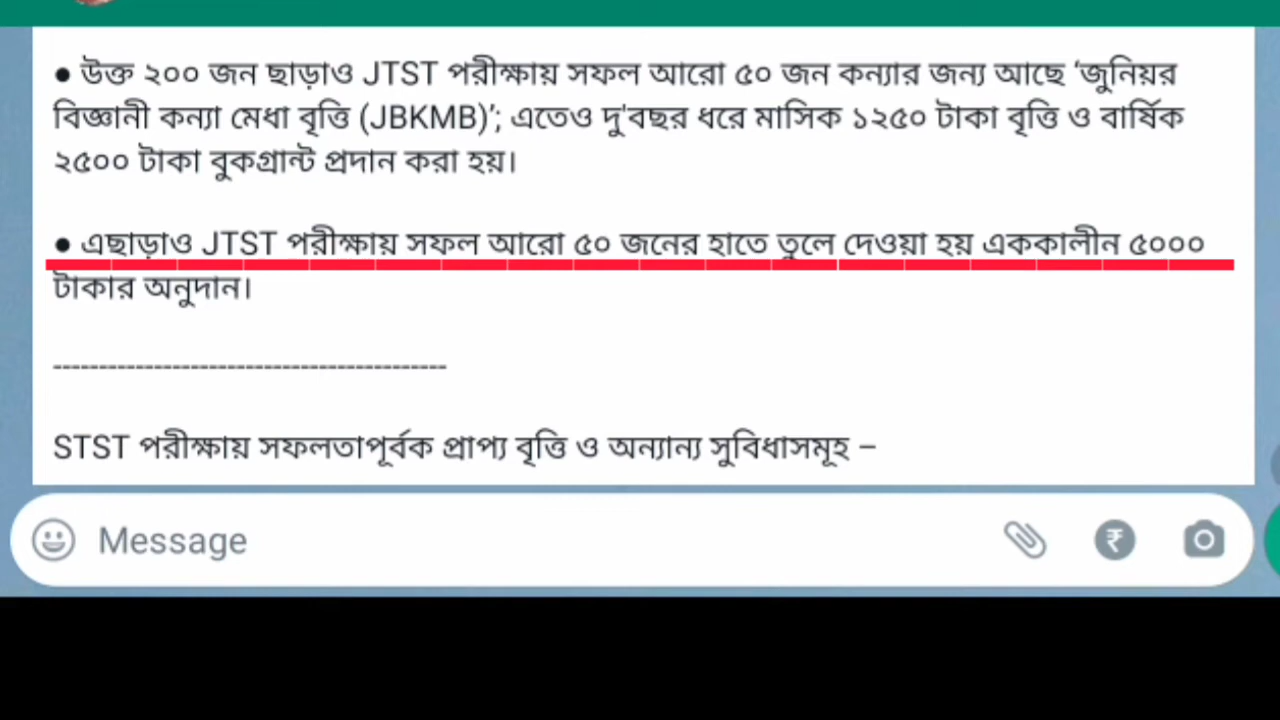 ● উক্ত ২০০ জন ছাড়াও JTST পরীক্ষায় সফল আরো ৫০ জন কন্যার জন্য আছে ‘জুনিয়র
বিজ্ঞানী কন্যা মেধা বৃত্তি (JBKMB)’; এতেও দু'বছর ধরে মাসিক ১২৫০ টাকা বৃত্তি ও বার্ষিক
২৫০০ টাকা বুকগ্রান্ট প্রদান করা হয়।
● এছাড়াও JTST পরীক্ষায় সফল আরো ৫০ জনের হাতে তুলে দেওয়া হয় এককালীন ৫০০০
টাকার অনুদান।
-------------------------------------------
STST পরীক্ষায় সফলতাপূর্বক প্রাপ্য বৃত্তি ও অন্যান্য সুবিধাসমূহ –
Message